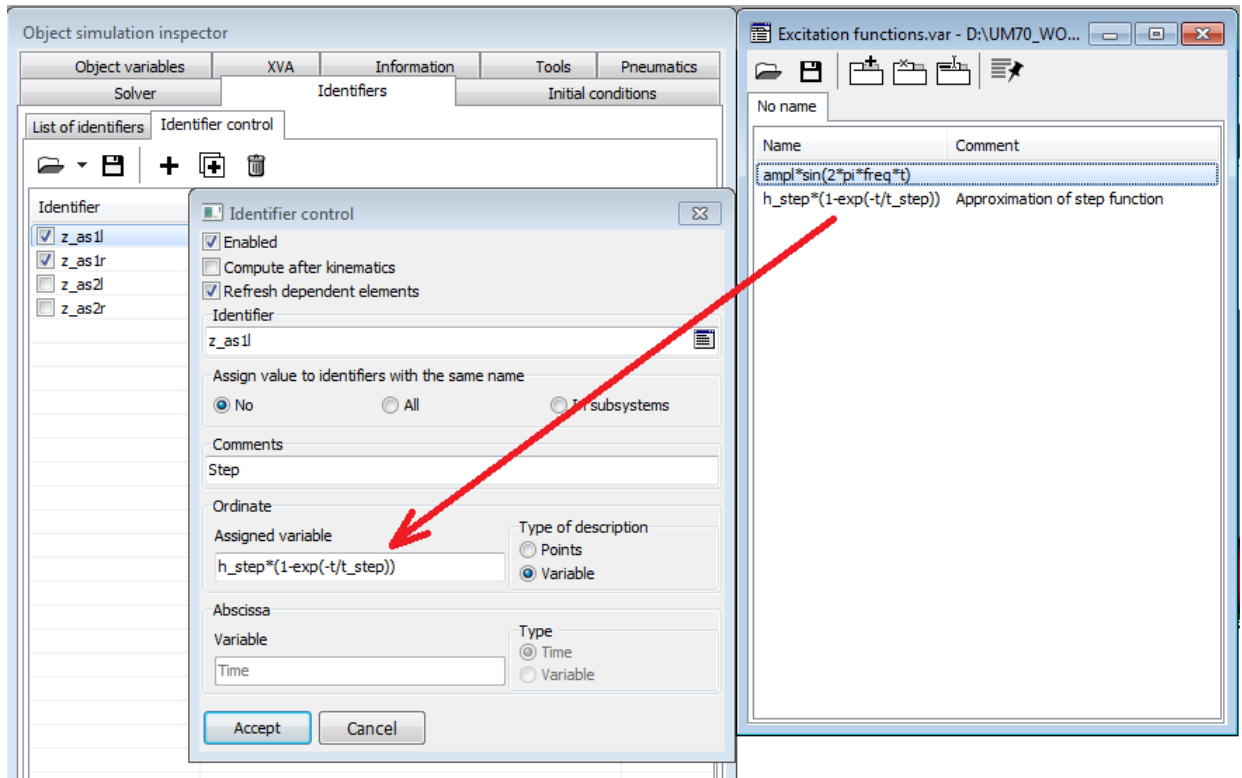 Object simulation inspector
Object variables XVA Information Tools Pneumatics
Solver Identifiers Initial conditions
List of identifiers Identifier control
Identifier
z_as1l
z_as1r
z_as2l
z_as2r
Identifier control
Enabled
Compute after kinematics
Refresh dependent elements
Identifier
z_as1l
Assign value to identifiers with the same name
No All subsystems
Comments
Step
Ordinate
Assigned variable
h_step*(1-exp(-t/t_step))
Type of description
Points
Variable
Abscissa
Variable
Time
Type
Time
Variable
Accept Cancel
Excitation functions.var - D:\UM70_WO...
No name
Name Comment
ampl*sin(2*pi*freq*t)
h_step*(1-exp(-t/t_step)) Approximation of step function